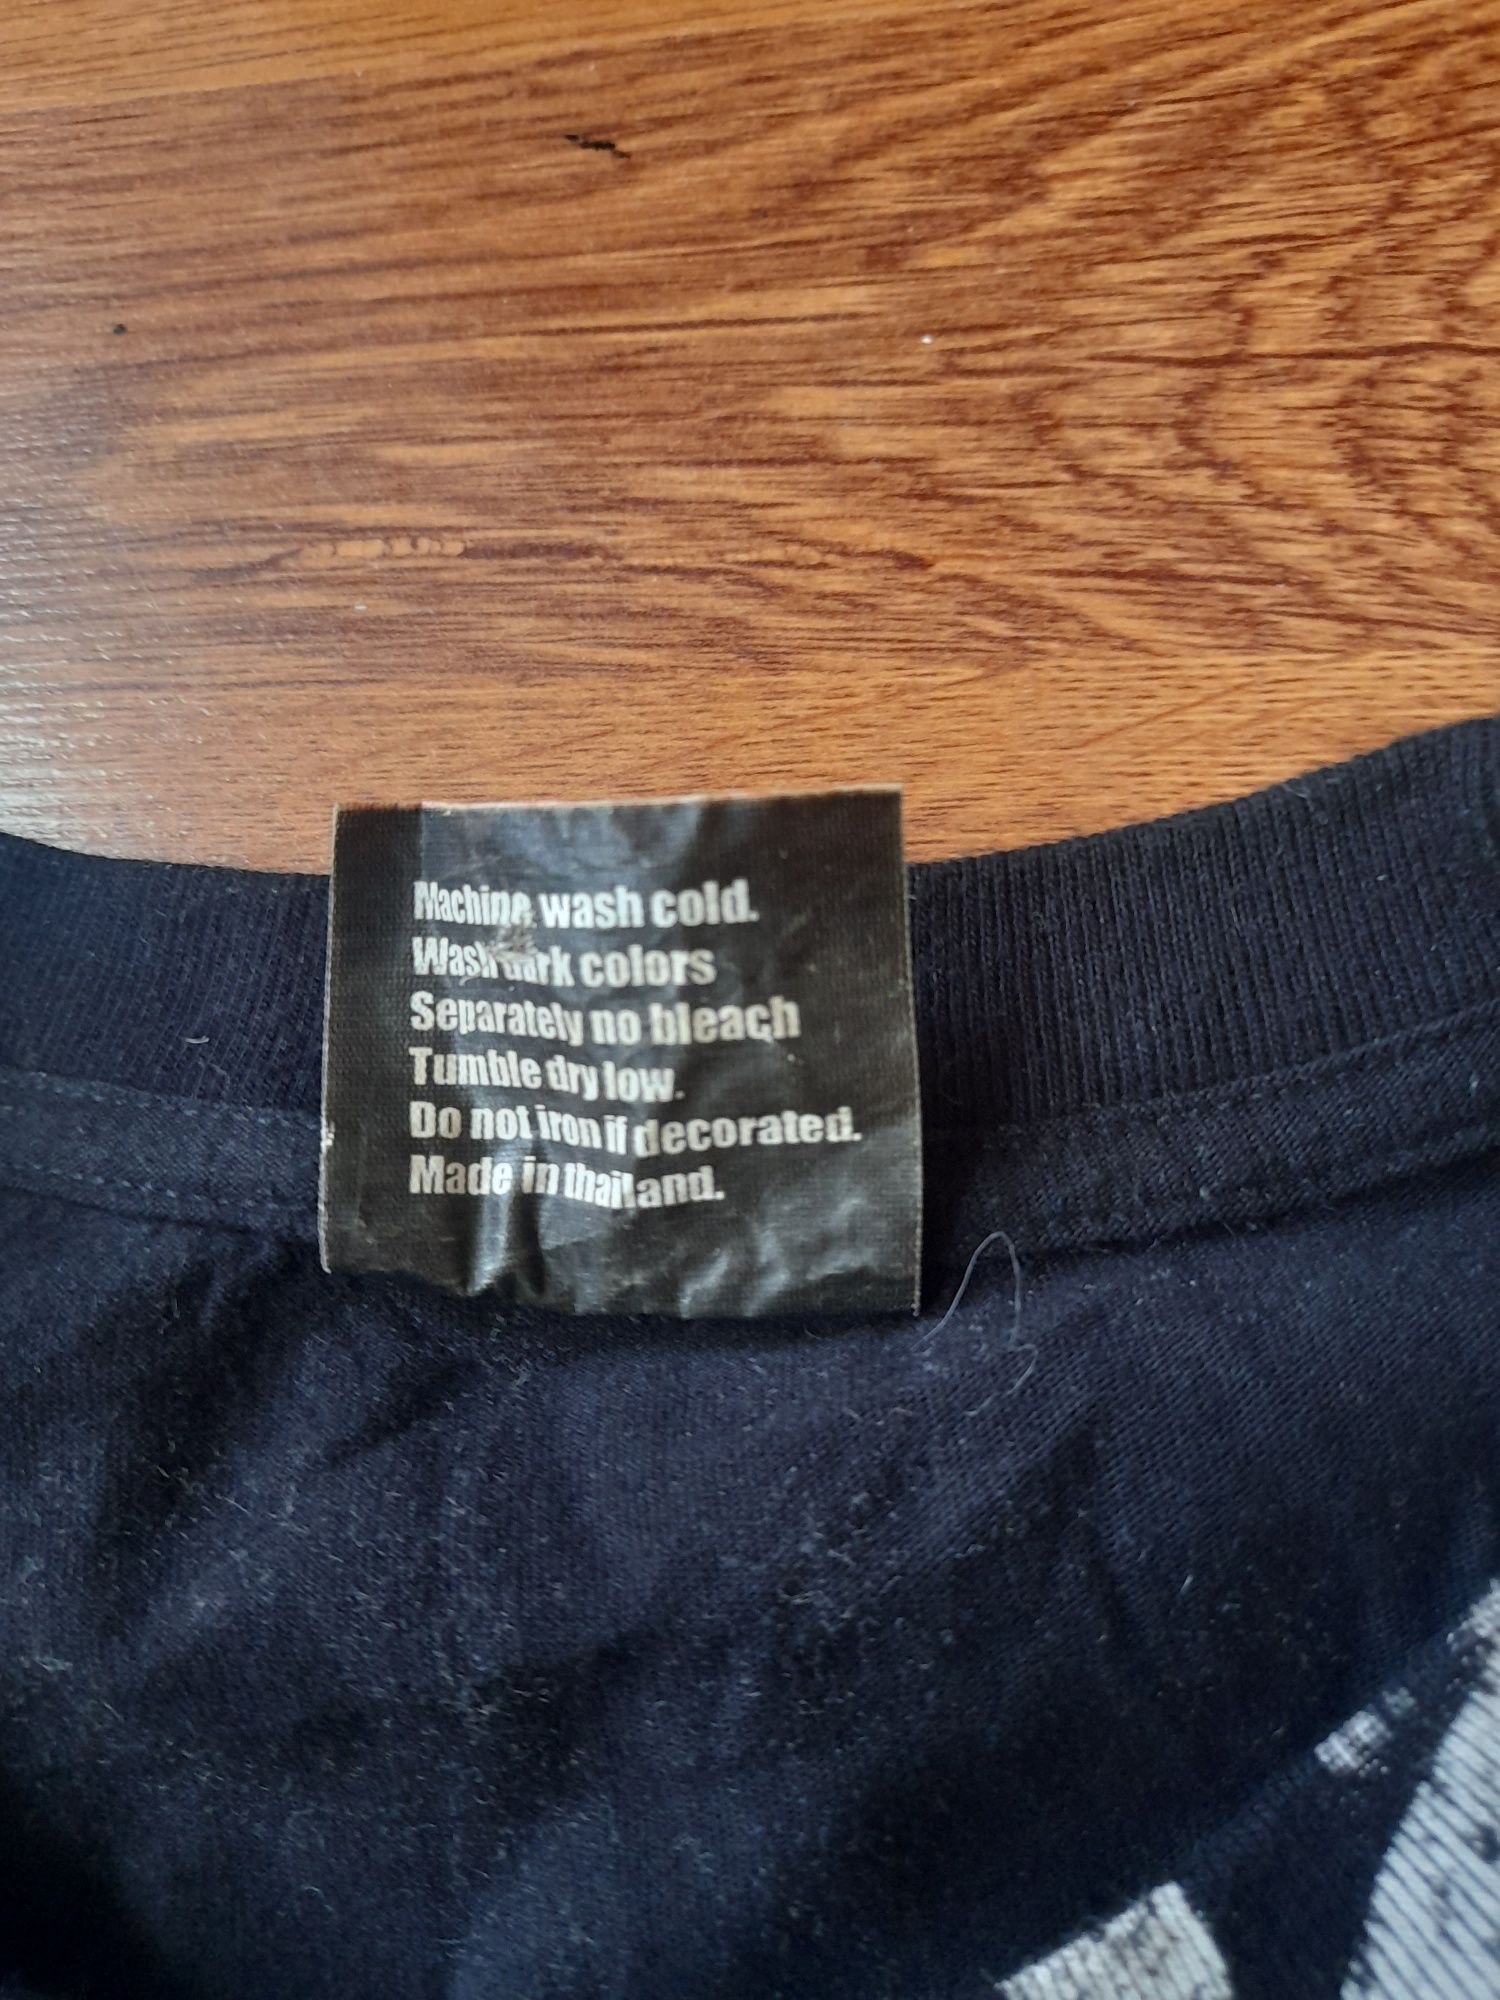 Machine wash cold.
Wash dark colors
Separately no bleach
Tumble dry low.
Do not iron if decorated.
Made in thailand.